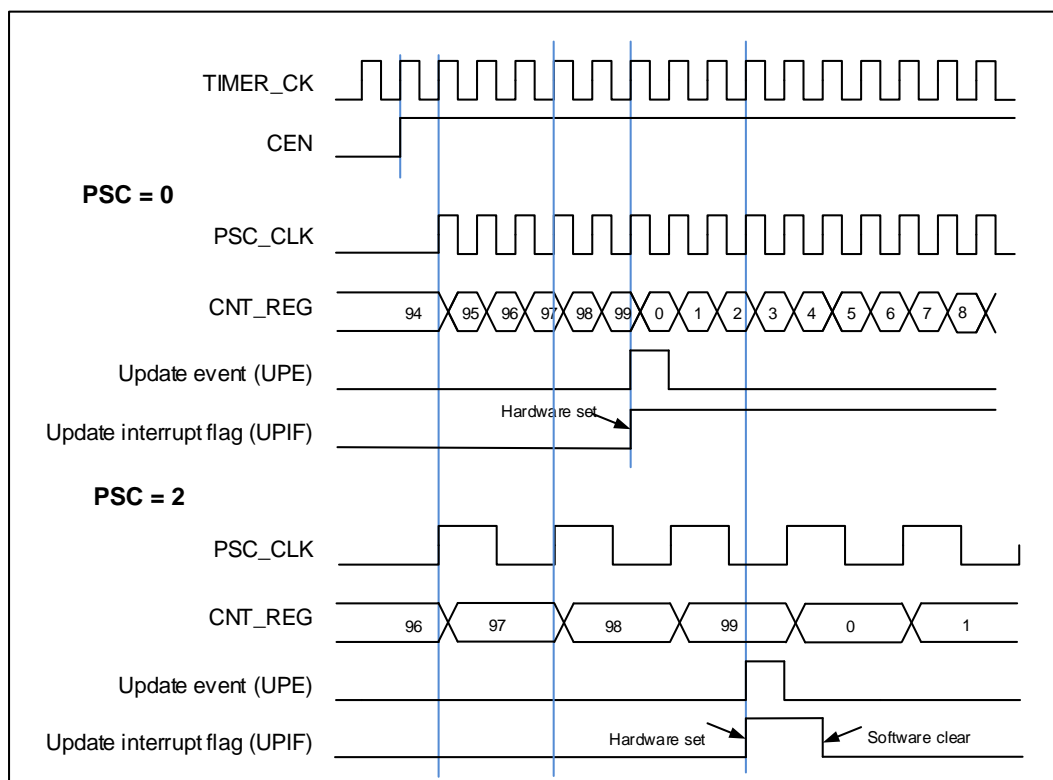 TIMER_CK
CEN
PSC = 0
PSC_CLK
CNT_REG 94 95 96 97 98 99 0 1 2 3 4 5 6 7 8
Update event (UPE)
Hardware set
Update interrupt flag (UPIF)
PSC = 2
PSC_CLK
CNT_REG 96 97 98 99 0 1
Update event (UPE)
Update interrupt flag (UPIF) Hardware set Software clear